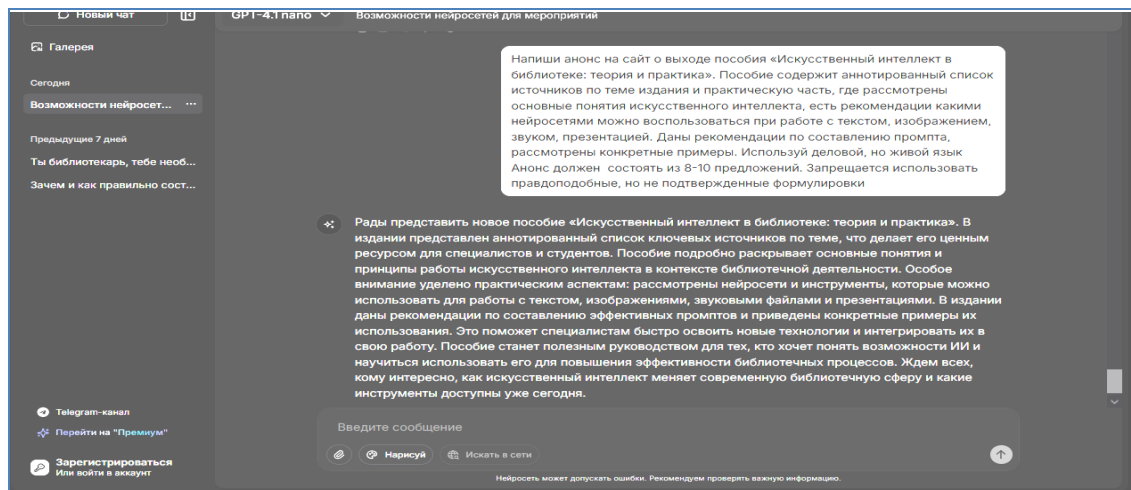 Новый чат
GPT-4.1 nano
Возможности нейросетей для мероприятий
Галерея
Сегодня
Возможности нейросет... ...
Предыдущие 7 дней
Ты библиотекарь, тебе необ...
Зачем и как правильно сост...
Напиши анонс на сайт о выходе пособия «Искусственный интеллект в
библиотеке: теория и практика». Пособие содержит аннотированный список
источников по теме издания и практическую часть, где рассмотрены
основные понятия искусственного интеллекта, есть рекомендации какими
нейросетями можно воспользоваться при работе с текстом, изображением,
звуком, презентацией. Даны рекомендации по составлению промпта,
рассмотрены конкретные примеры. Используй деловой, но живой язык
Анонс должен состоять из 8-10 предложений. Запрещается использовать
правдоподобные, но не подтвержденные формулировки
Рады представить новое пособие «Искусственный интеллект в библиотеке: теория и практика». В
издании представлен аннотированный список ключевых источников по теме, что делает его ценным
ресурсом для специалистов и студентов. Пособие подробно раскрывает основные понятия и
принципы работы искусственного интеллекта в контексте библиотечной деятельности. Особое
внимание уделено практическим аспектам: рассмотрены нейросети и инструменты, которые можно
использовать для работы с текстом, изображениями, звуковыми файлами и презентациями. В издании
даны рекомендации по составлению эффективных промптов и приведены конкретные примеры их
использования. Это поможет специалистам быстро освоить новые технологии и интегрировать их в
свою работу. Пособие станет полезным руководством для тех, кто хочет понять возможности ИИ и
научиться использовать его для повышения эффективности библиотечных процессов. Ждем всех,
кому интересно, как искусственный интеллект меняет современную библиотечную сферу и какие
инструменты доступны уже сегодня.
Telegram-канал
Перейти на "Премиум"
Зарегистрироваться
Или войти в аккаунт
Введите сообщение
Нарисуй
Искать в сети
Нейросеть может допускать ошибки. Рекомендуем проверять важную информацию.